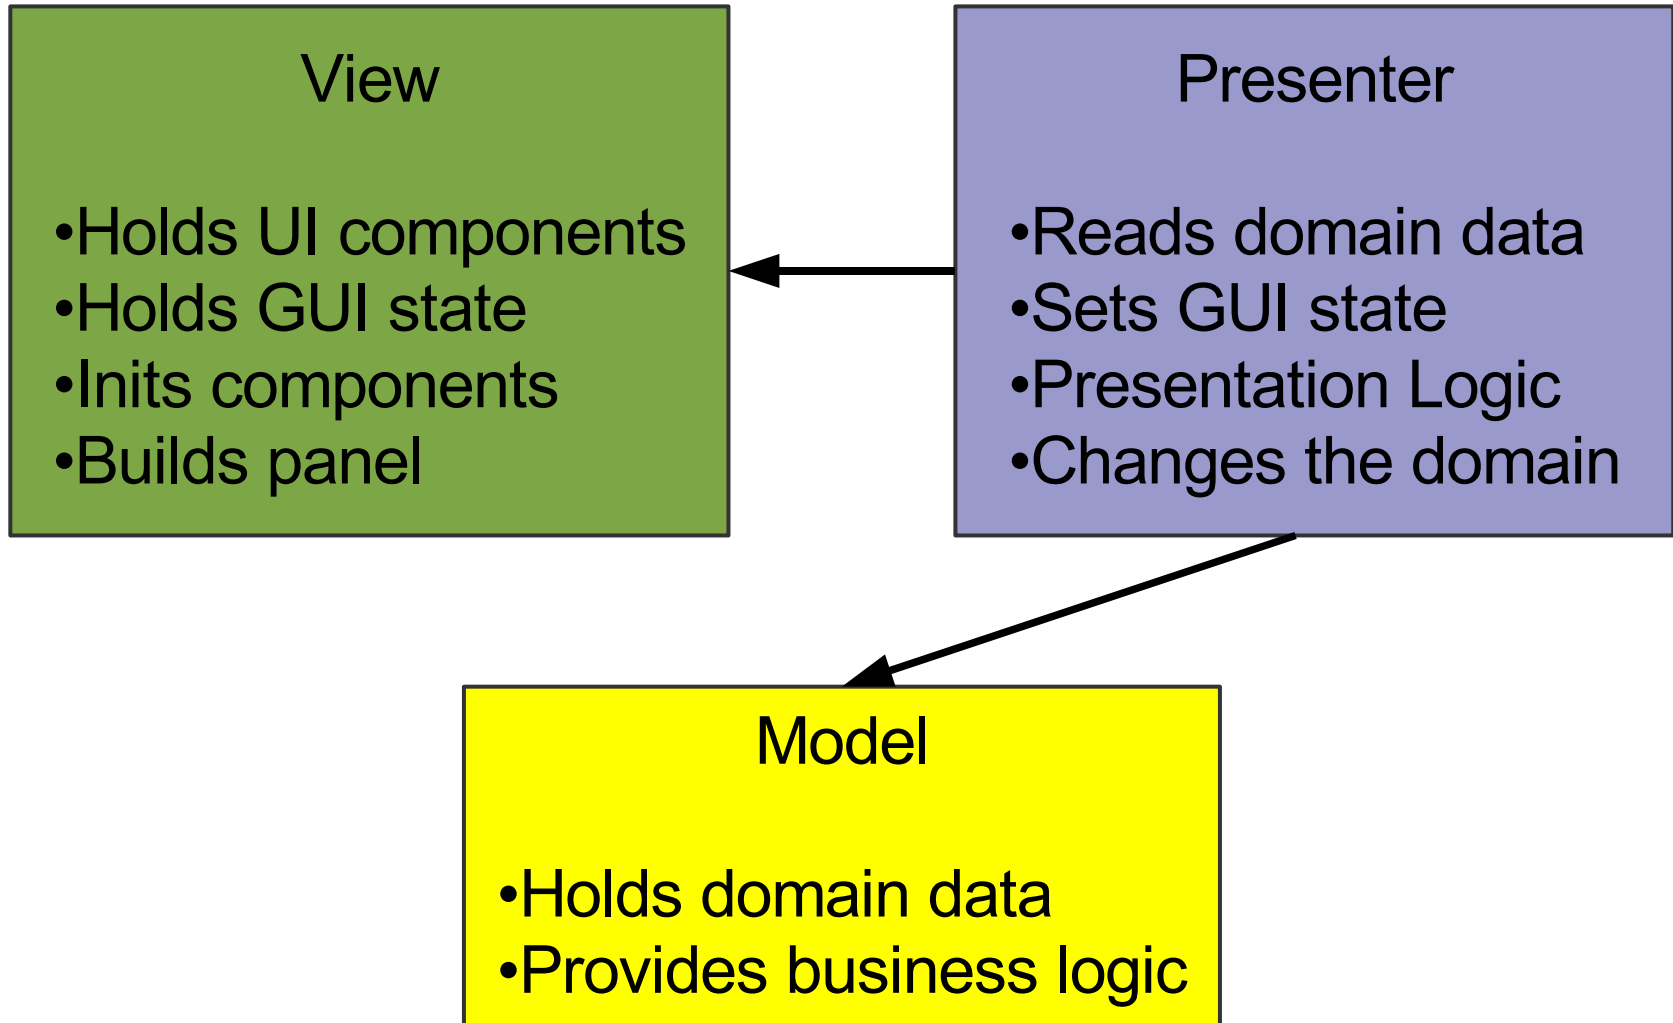 View
•Holds UI components
•Holds GUI state
•Inits components
•Builds panel
Presenter
•Reads domain data
•Sets GUI state
•Presentation Logic
•Changes the domain
Model
•Holds domain data
•Provides business logic